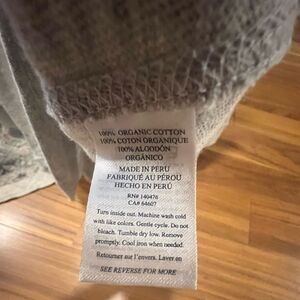 100% ORGANIC COTTON
100% COTON ORGANIQUE
100% ALGODÓN
ORGÁNICO
MADE IN PERU
FABRIQUÉ AU PÉROU
HECHO EN PERÚ
RN# 140476
CA# 64607
Turn inside out. Machine wash cold
with like colors. Gentle cycle. Do not
bleach. Tumble dry low. Remove
promptly. Cool iron when needed.
Retourner sut l'envers. Laver en
SEE REVERSE FOR MORE